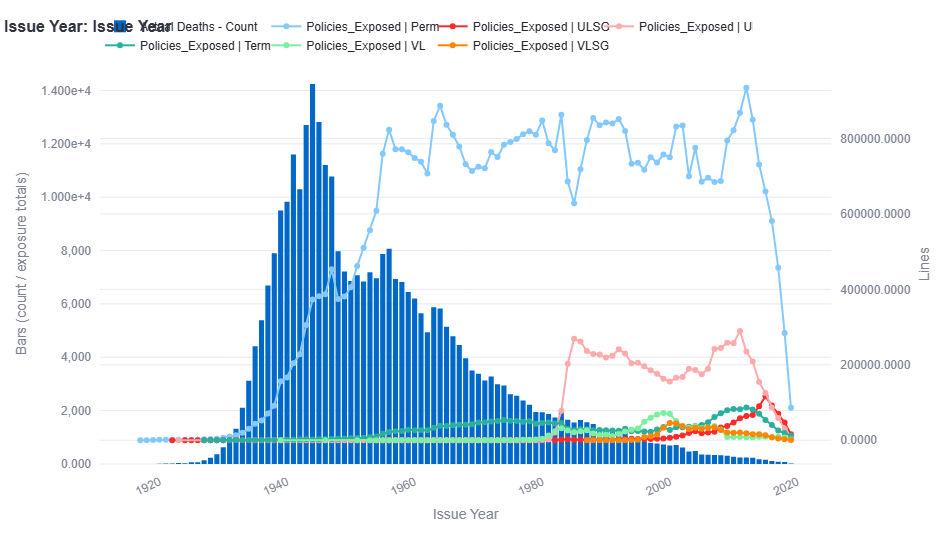 Issue Year: Issue Year
Actual Deaths - Count
Policies_Exposed | Perm
Policies_Exposed | ULSG
Policies_Exposed | UL
Policies_Exposed | Term
Policies_Exposed | VL
Policies_Exposed | VLSG
1.400e+4
1.200e+4
1.000e+4
8,000
6,000
4,000
2,000
0.000
Bars (count / exposure totals)
800000.0000
600000.0000
400000.0000
200000.0000
0.0000
Lines
1920
1940
1960
1980
2000
2020
Issue Year